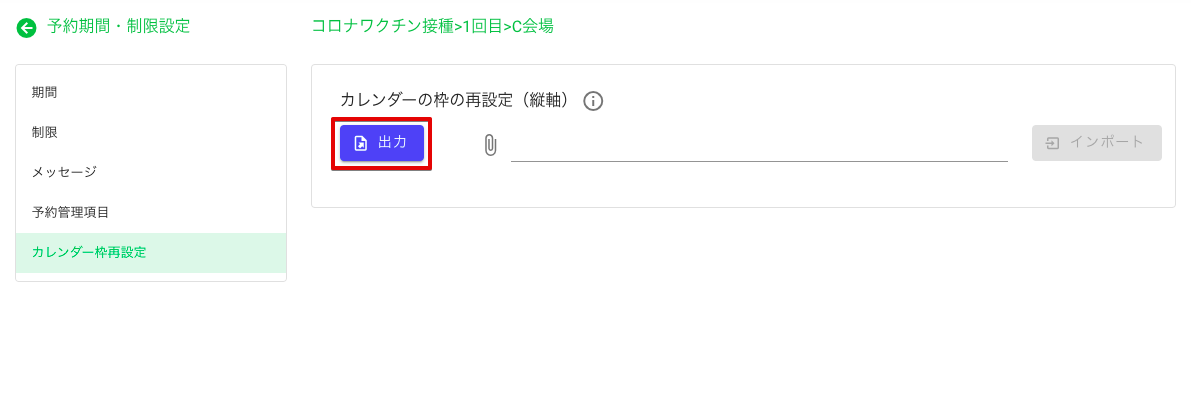 予約期間・制限設定
コロナワクチン接種>1回目>C会場
期間
制限
メッセージ
予約管理項目
カレンダー枠再設定
カレンダーの枠の再設定（縦軸）
出力
インポート